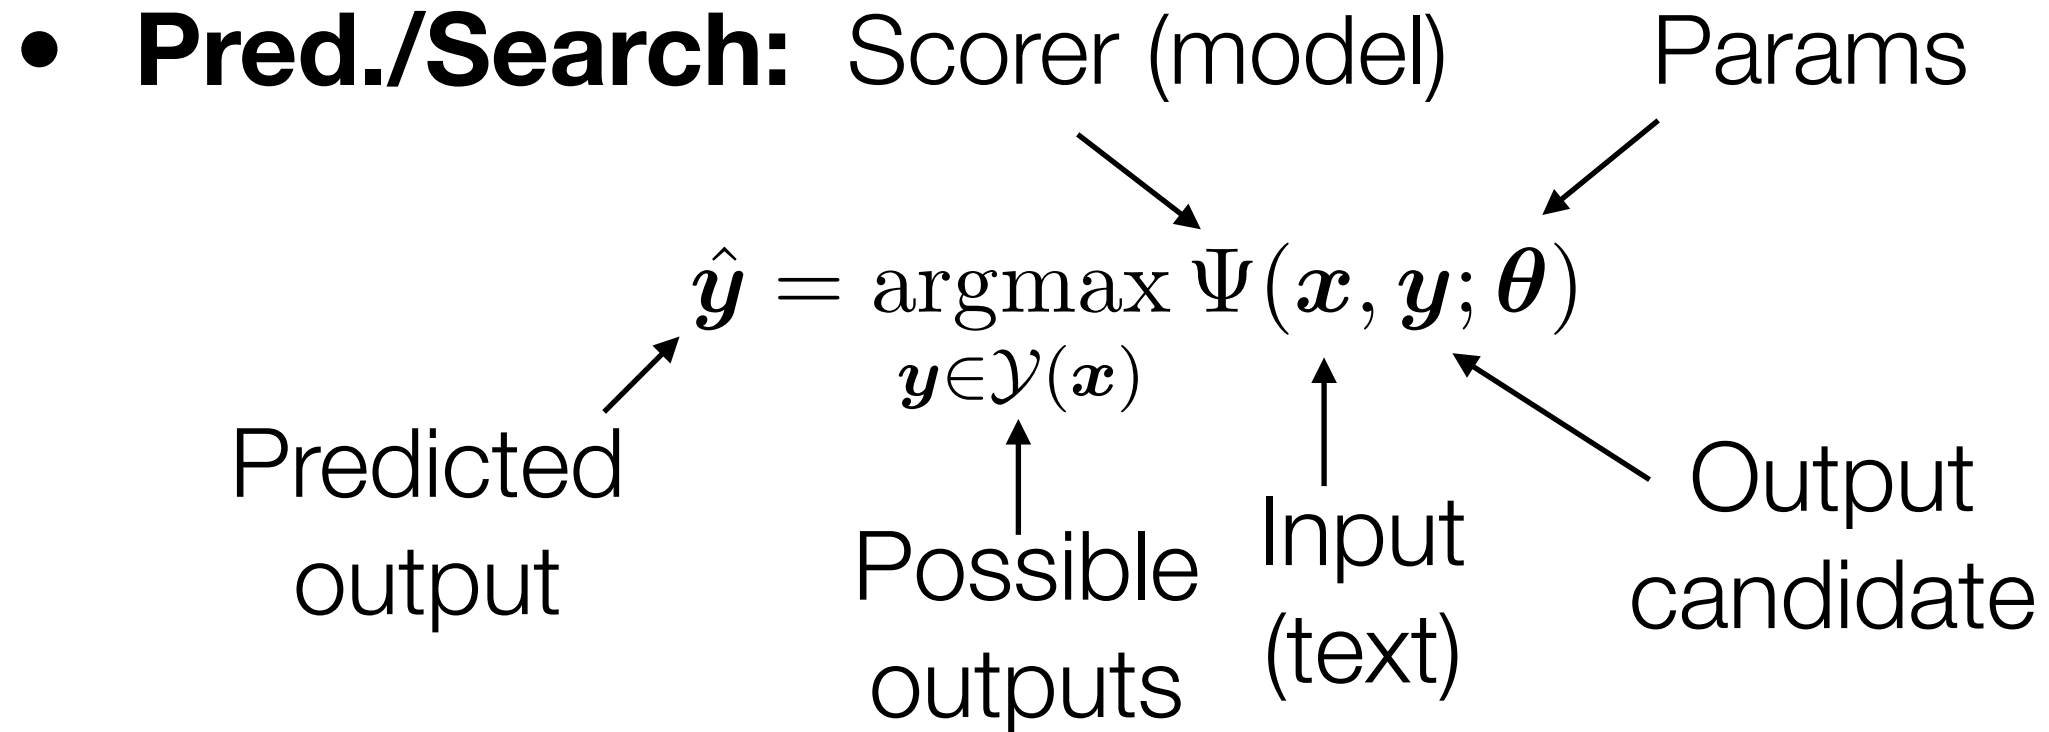 • Pred./Search: Scorer (model) Params
ŷ = argmax Ψ(x, y; θ)
y∈𝒴(x)
Predicted
output
Possible
outputs
Input
(text)
Output
candidate